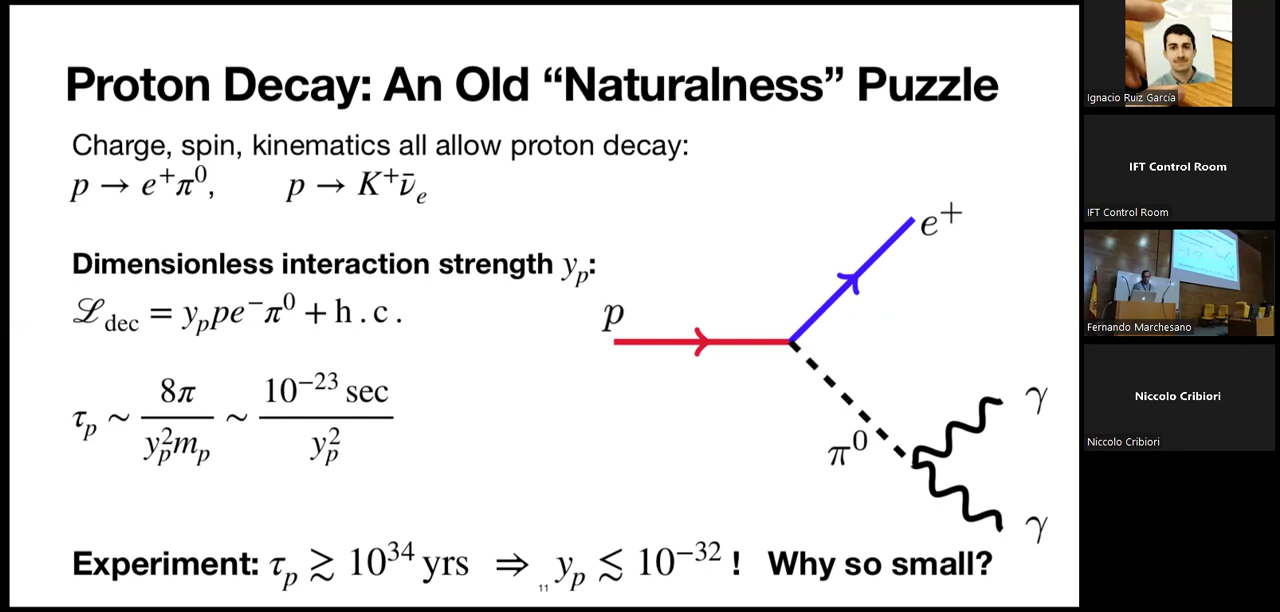 Proton Decay: An Old “Naturalness” Puzzle
Charge, spin, kinematics all allow proton decay:
p → e⁺π⁰, p → K⁺ν̄ₑ
Dimensionless interaction strength yₚ:
ℒ_dec = yₚpe⁻π⁰ + h.c.
τₚ ~ 8π / yₚ²mₚ ~ 10⁻²³ sec / yₚ²
p
e⁺
π⁰
γ
γ
Experiment: τₚ ≳ 10³⁴ yrs ⇒ yₚ ≲ 10⁻³² ! Why so small?
11
Ignacio Ruiz García
IFT Control Room
IFT Control Room
Fernando Marchesano
Niccolo Cribiori
Niccolo Cribiori